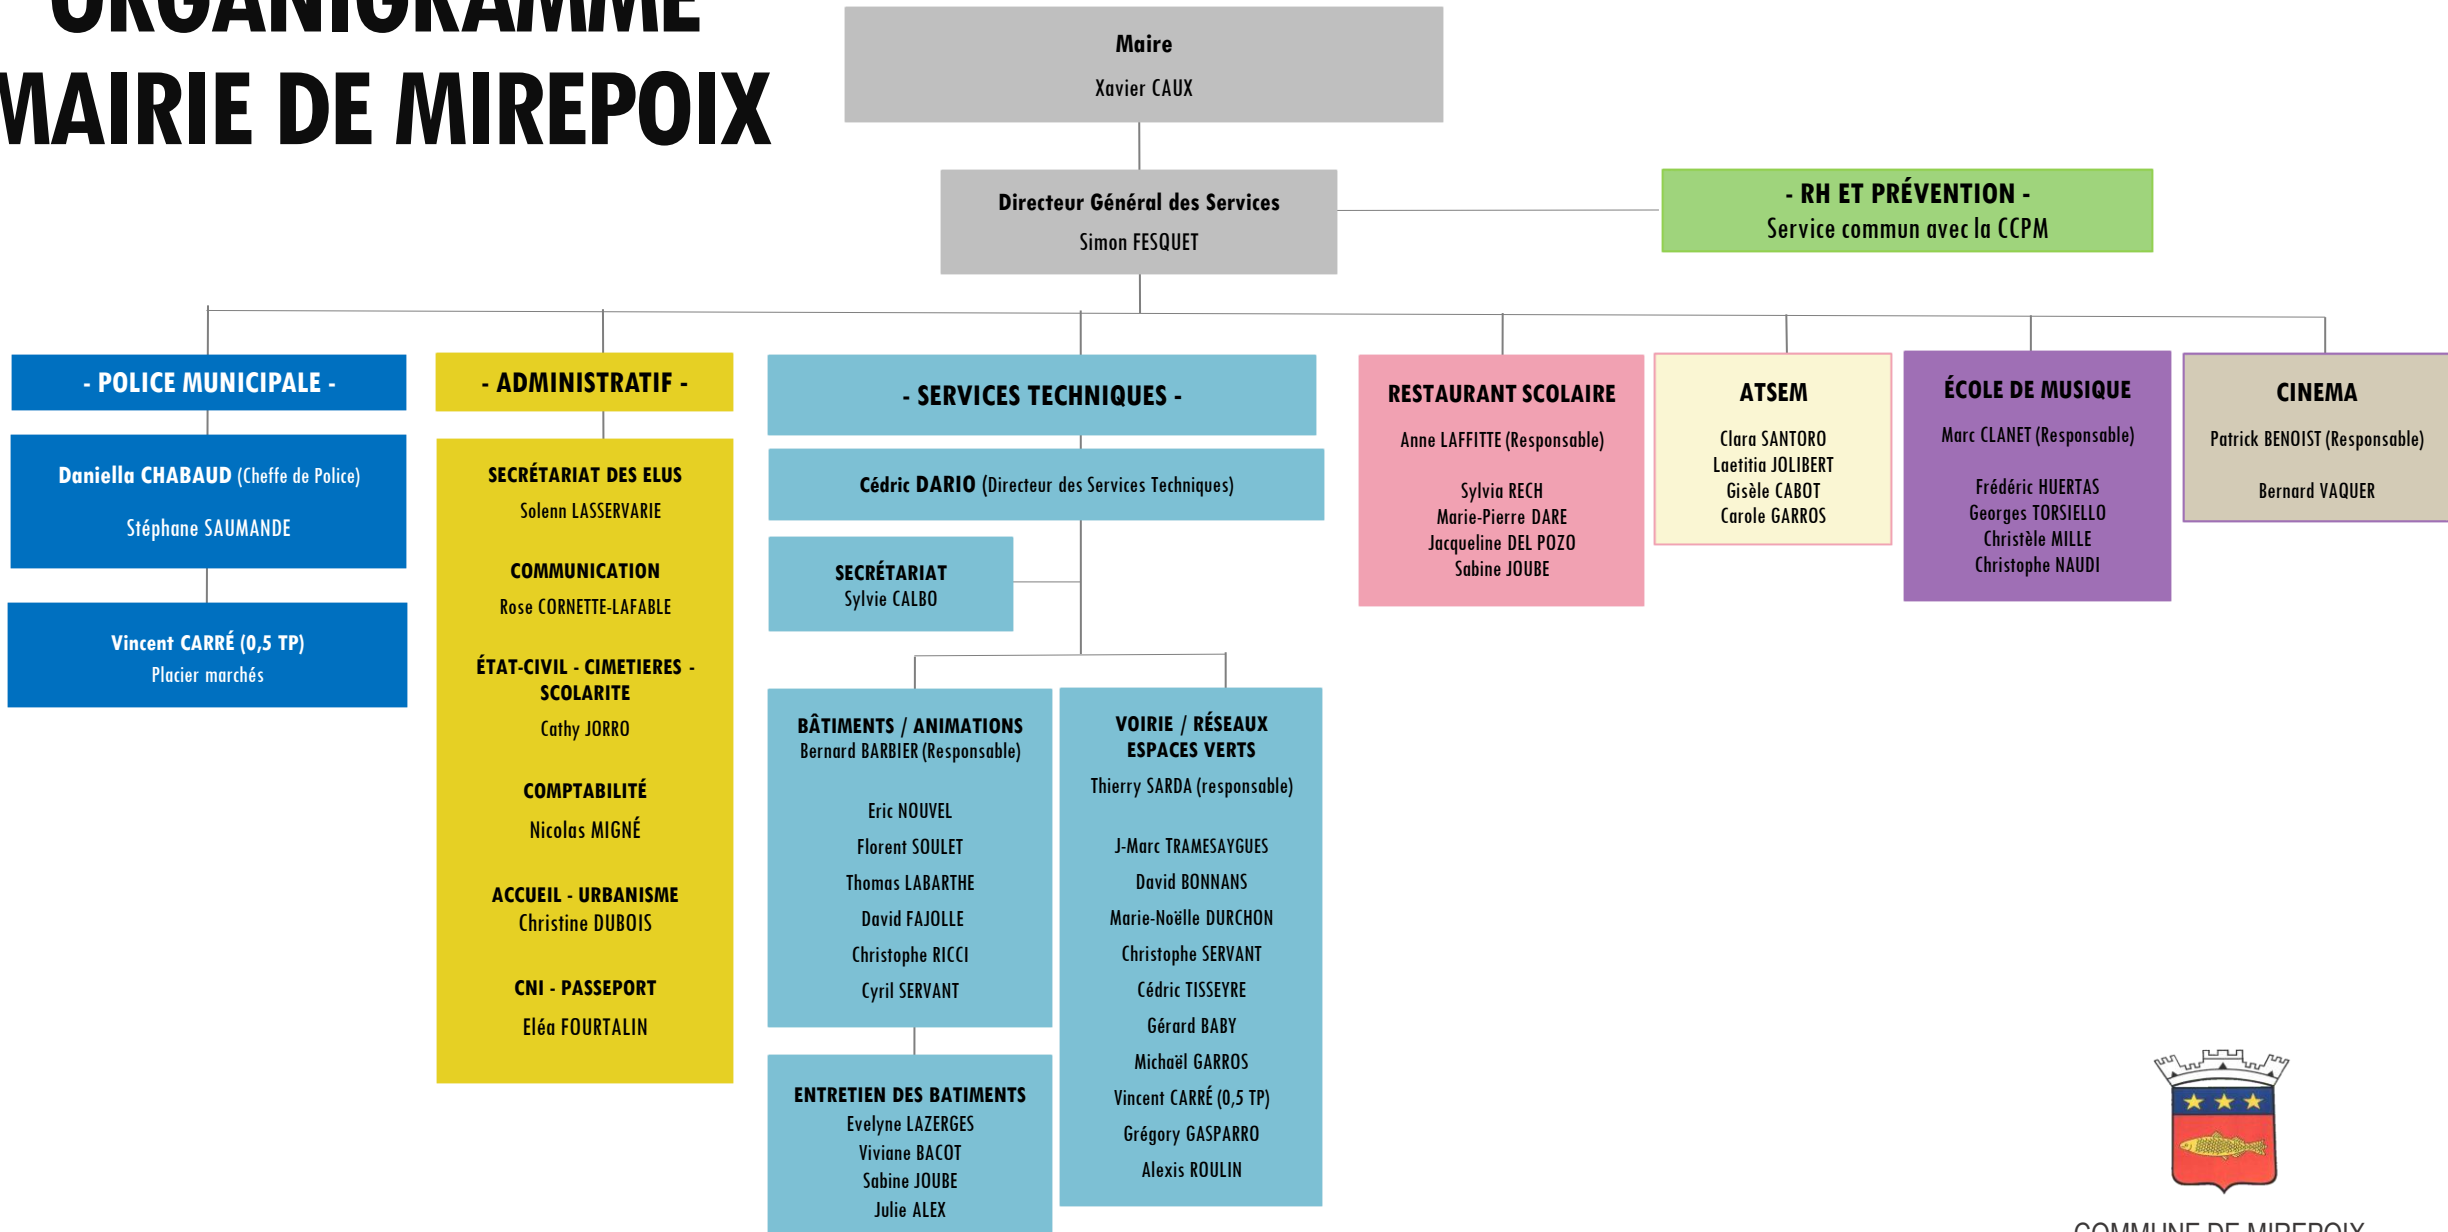 ORGANIGRAMME
MAIRIE DE MIREPOIX
Maire
Xavier CAUX
Directeur Général des Services
Simon FESQUET
- RH ET PRÉVENTION -
Service commun avec la CCPM
- POLICE MUNICIPALE -
Daniella CHABAUD (Cheffe de Police)
Stéphane SAUMANDE
Vincent CARRÉ (0,5 TP)
Placier marchés
- ADMINISTRATIF -
SECRÉTARIAT DES ELUS
Solenn LASSERVARIE
COMMUNICATION
Rose CORNETTE-LAFABLE
ÉTAT-CIVIL - CIMETIERES -
SCOLARITE
Cathy JORRO
COMPTABILITÉ
Nicolas MIGNÉ
ACCUEIL - URBANISME
Christine DUBOIS
CNI - PASSEPORT
Eléa FOURTALIN
- SERVICES TECHNIQUES -
Cédric DARIO (Directeur des Services Techniques)
SECRÉTARIAT
Sylvie CALBO
BÂTIMENTS / ANIMATIONS
Bernard BARBIER (Responsable)
Eric NOUVEL
Florent SOULET
Thomas LABARTHE
David FAJOLLE
Christophe RICCI
Cyril SERVANT
ENTRETIEN DES BATIMENTS
Evelyne LAZERGES
Viviane BACOT
Sabine JOUBE
Julie ALEX
VOIRIE / RÉSEAUX
ESPACES VERTS
Thierry SARDA (responsable)
J-Marc TRAMESAYGUES
David BONNANS
Marie-Noëlle DURCHON
Christophe SERVANT
Cédric TISSEYRE
Gérard BABY
Michaël GARROS
Vincent CARRÉ (0,5 TP)
Grégory GASPARRO
Alexis ROULIN
RESTAURANT SCOLAIRE
Anne LAFFITTE (Responsable)
Sylvia RECH
Marie-Pierre DARE
Jacqueline DEL POZO
Sabine JOUBE
ATSEM
Clara SANTORO
Laetitia JOLIBERT
Gisèle CABOT
Carole GARROS
ÉCOLE DE MUSIQUE
Marc CLANET (Responsable)
Frédéric HUERTAS
Georges TORSIELLO
Christèle MILLE
Christophe NAUDI
CINEMA
Patrick BENOIST (Responsable)
Bernard VAQUER
COMMUNE DE MIREPOIX